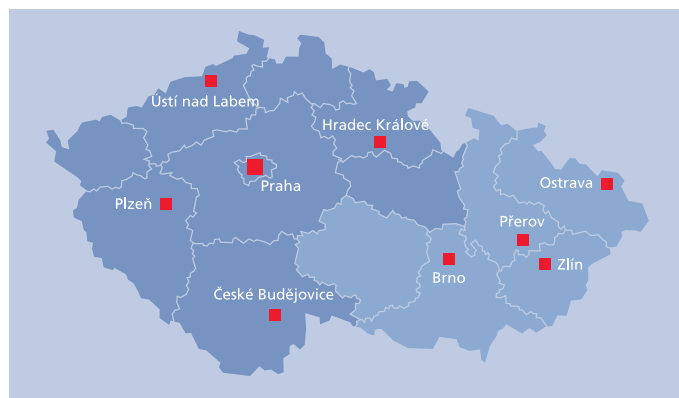 Ústí nad Labem
Hradec Králové
Praha
Ostrava
Plzeň
Přerov
Zlín
Brno
České Budějovice